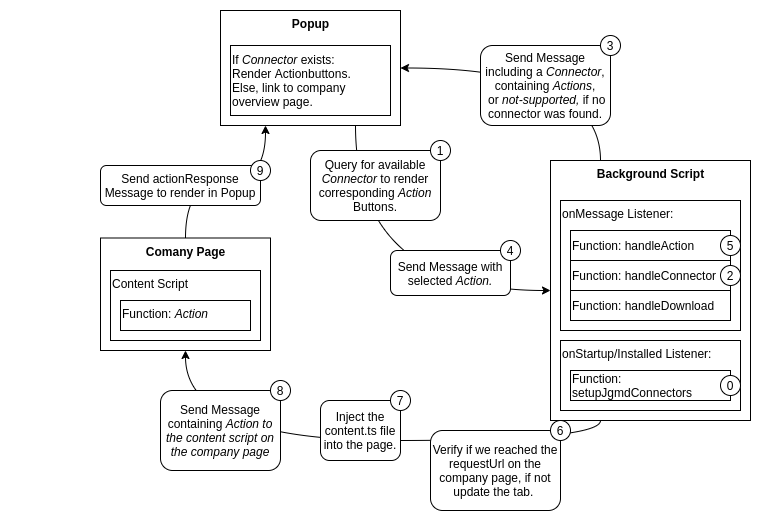 Popup
If Connector exists:
Render Actionbuttons.
Else, link to company
overview page.
3
Send Message
including a Connector,
containing Actions,
or not-supported, if no
connector was found.
1
Query for available
Connector to render
corresponding Action
Buttons.
9
Send actionResponse
Message to render in Popup
Background Script
onMessage Listener:
Function: handleAction
5
Function: handleConnector
2
Function: handleDownload
onStartup/Installed Listener:
Function:
setupJgmdConnectors
0
4
Send Message with
selected Action.
Comany Page
Content Script
Function: Action
8
Send Message
containing Action to
the content script on
the company page
7
Inject the
content.ts file
into the page.
6
Verify if we reached the
requestUrl on the
company page, if not
update the tab.